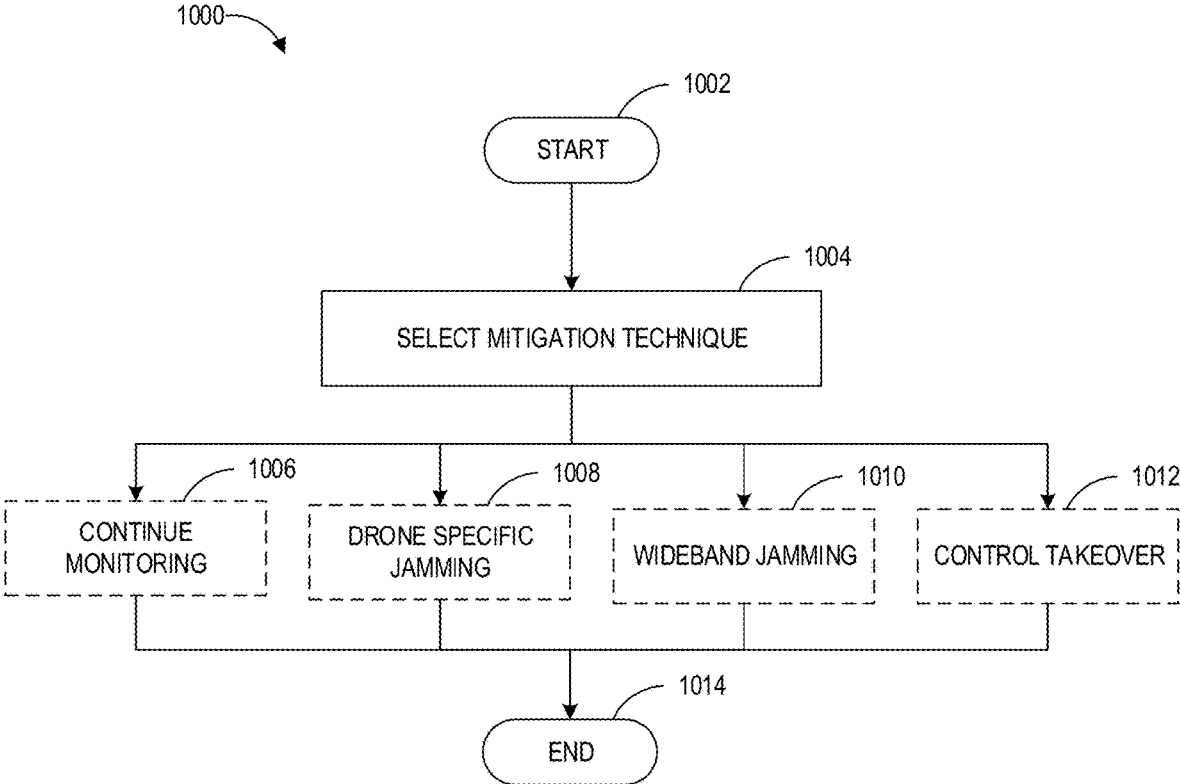 1000
1002
START
1004
SELECT MITIGATION TECHNIQUE
1006
CONTINUE
MONITORING
1008
DRONE SPECIFIC
JAMMING
1010
WIDEBAND JAMMING
1012
CONTROL TAKEOVER
1014
END